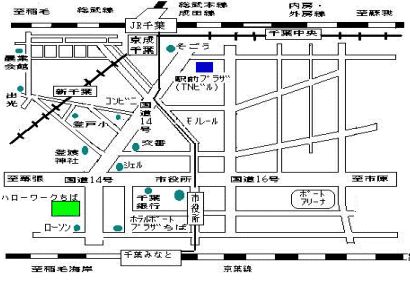 至稲毛
総武線
JR千葉
総武本線
成田線
内房・
外房線
至蘇我
京成
千葉
そごう
千葉中央
農業
会館
駅前プラザ
(TNビル)
新千葉
出光
コンビニ
国道14号
登戸小
モノレール
登渡
神社
交番
シェル
至幕張
国道14号
市役所
国道16号
至市原
ハローワークちば
千葉
銀行
市役所
ポート
アリーナ
ローソン
ホテルポート
プラザちば
千葉みなと
至稲毛海岸
京葉線